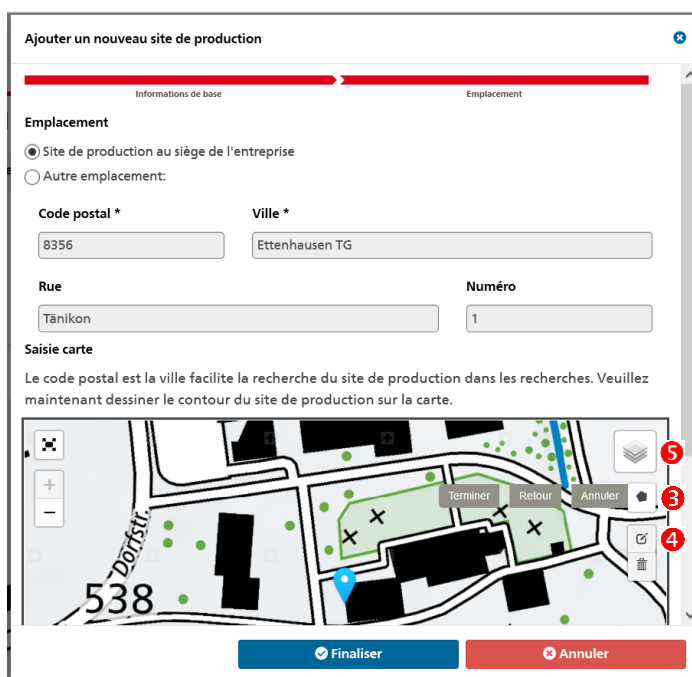 Ajouter un nouveau site de production
Informations de base
Emplacement
Emplacement
Site de production au siège de l'entreprise
Autre emplacement:
Code postal * Ville *
8356 Ettenhausen TG
Rue Numéro
Tänikon 1
Saisie carte
Le code postal est la ville facilite la recherche du site de production dans les recherches. Veuillez
maintenant dessiner le contour du site de production sur la carte.
5
Terminer Retour Annuler 3
4
Dorfstr.
538
Finaliser Annuler